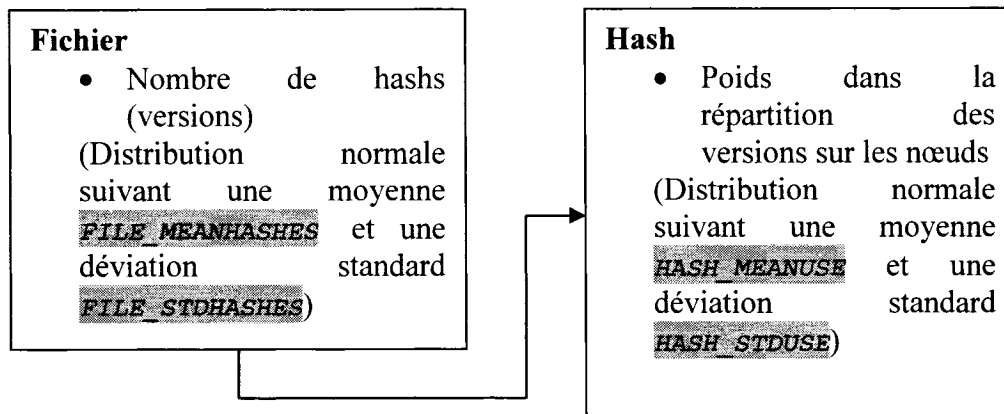 Fichier
• Nombre de hashs
(versions)
(Distribution normale
suivant une moyenne
FILE_MEANHASHES et une
déviation standard
FILE_STDHASHES)
Hash
• Poids dans la
répartition des
versions sur les nœuds
(Distribution normale
suivant une moyenne
HASH_MEANUSE et une
déviation standard
HASH_STDUSE)